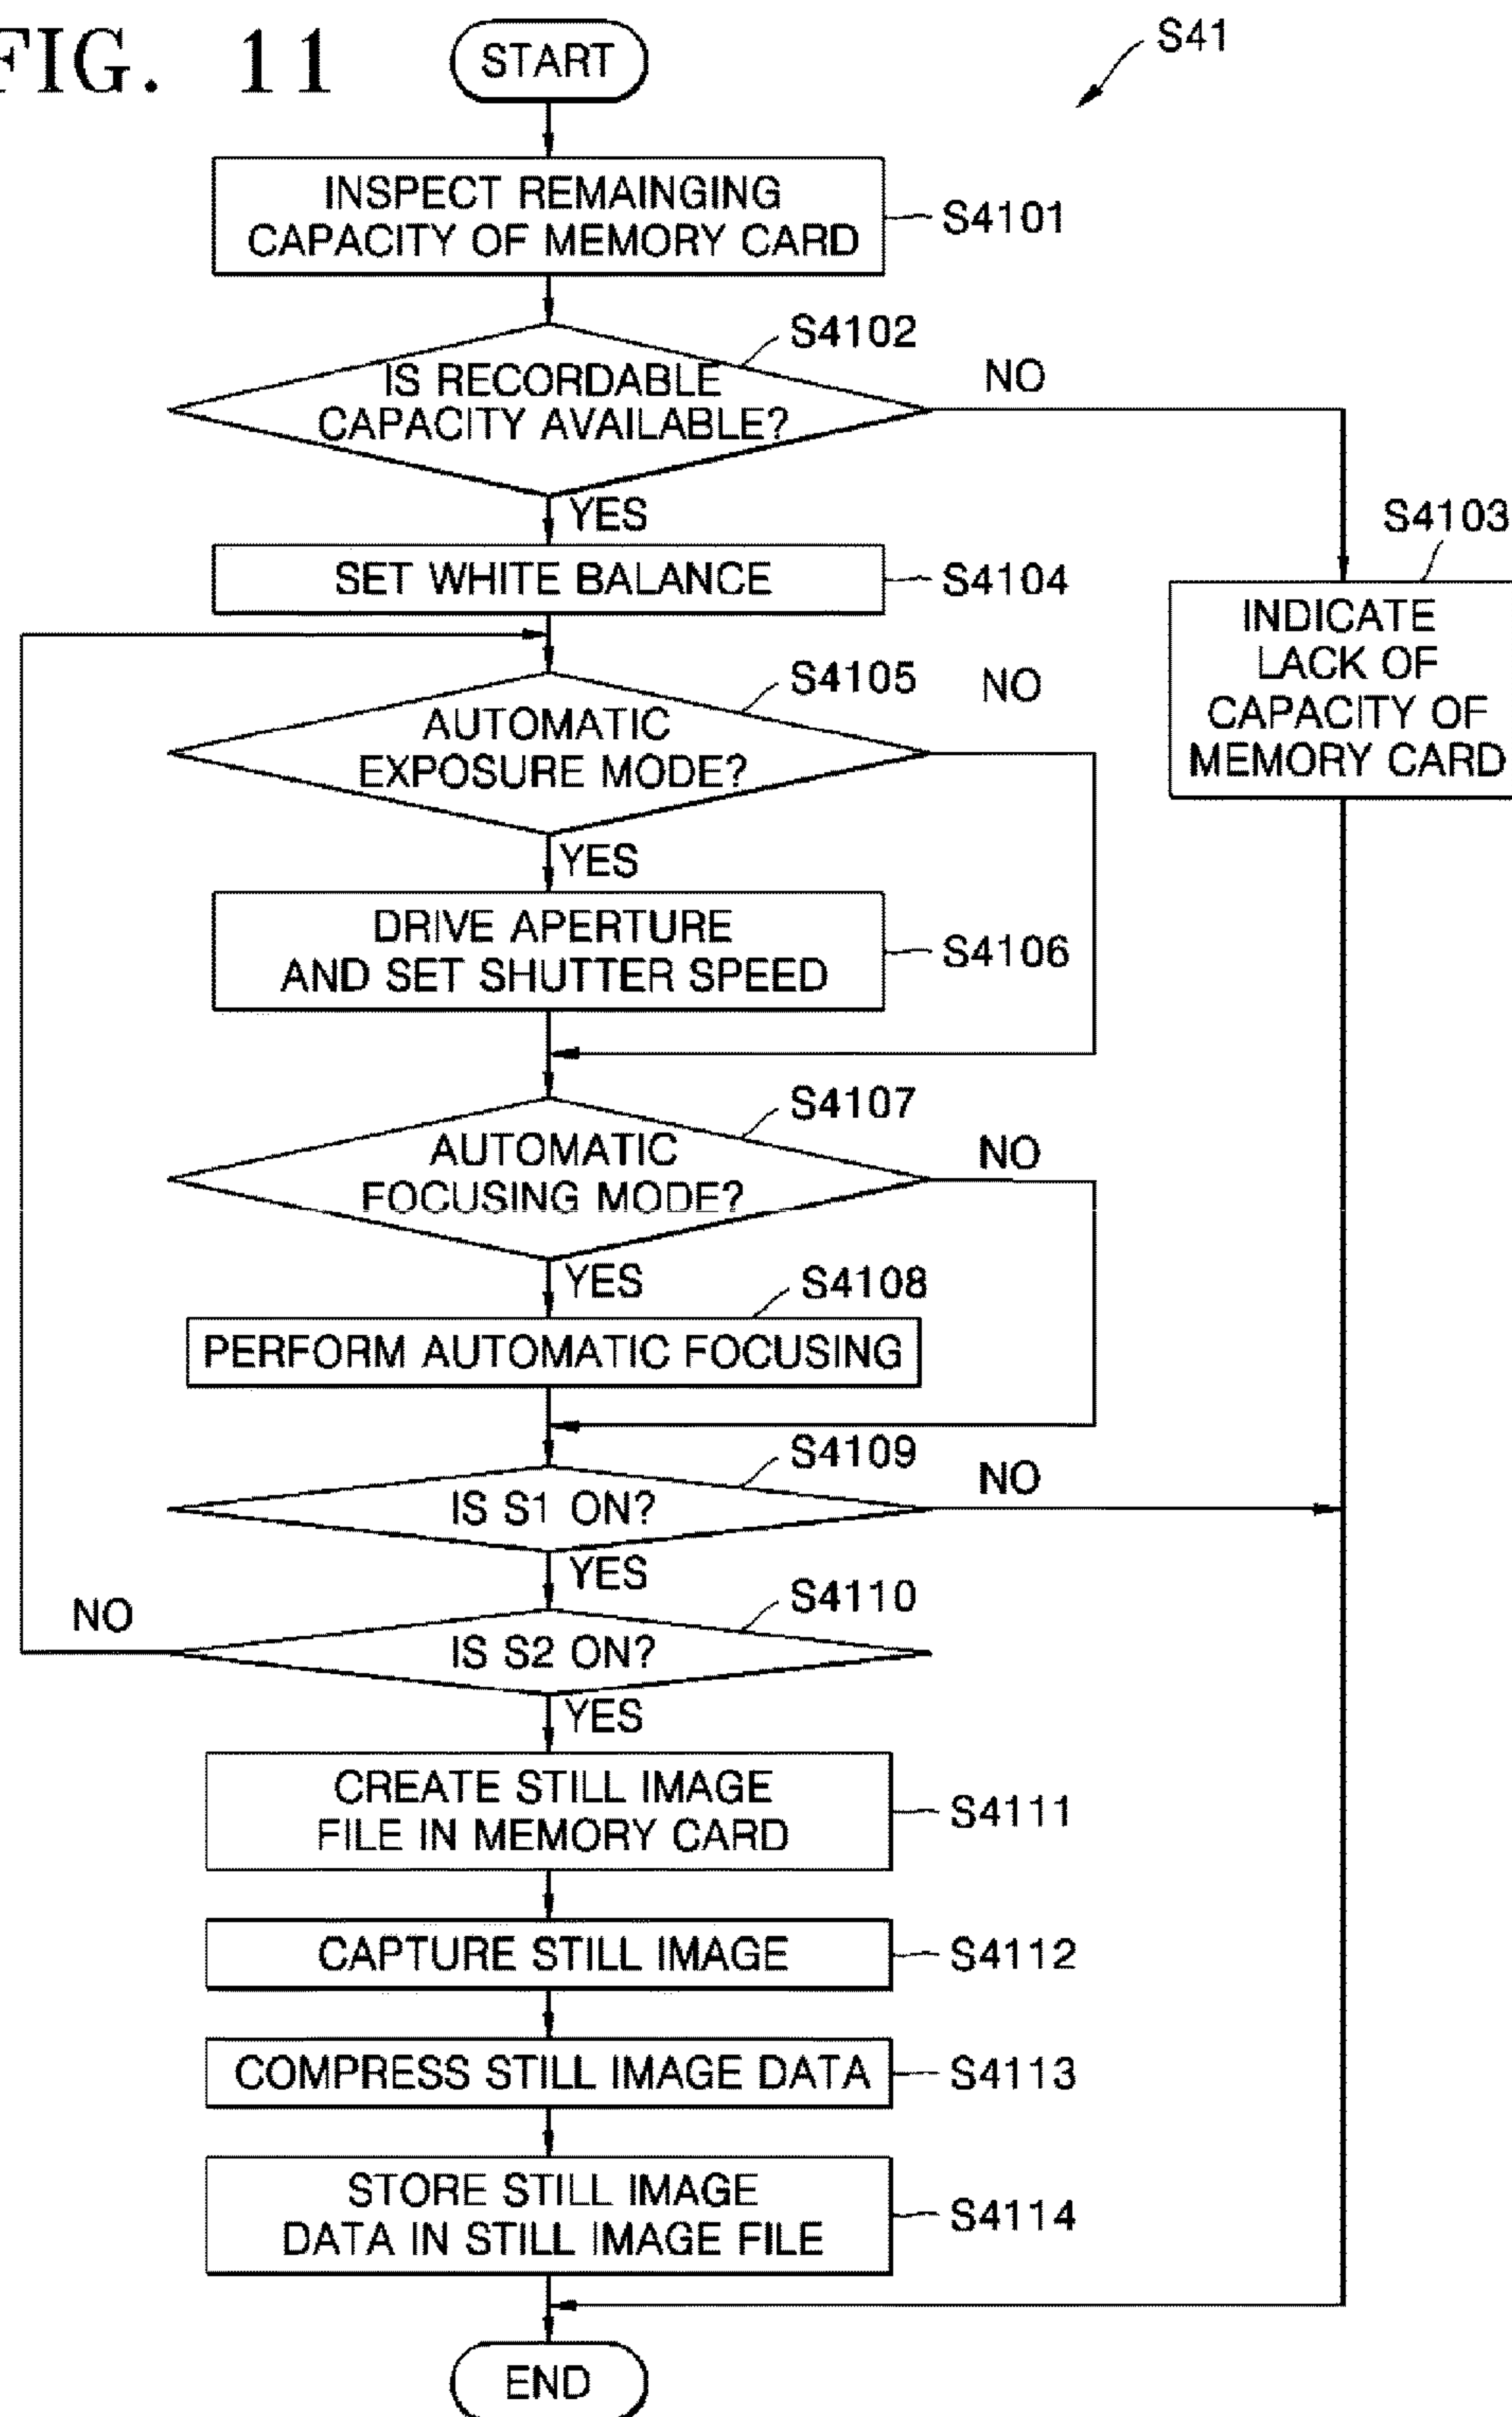 FIG. 11
START
S41
INSPECT REMAINGING
CAPACITY OF MEMORY CARD
S4101
S4102
IS RECORDABLE
CAPACITY AVAILABLE?
NO
YES
S4103
INDICATE
LACK OF
CAPACITY OF
MEMORY CARD
SET WHITE BALANCE
S4104
S4105
AUTOMATIC
EXPOSURE MODE?
NO
YES
DRIVE APERTURE
AND SET SHUTTER SPEED
S4106
S4107
AUTOMATIC
FOCUSING MODE?
NO
YES
S4108
PERFORM AUTOMATIC FOCUSING
S4109
IS S1 ON?
NO
YES
S4110
IS S2 ON?
NO
YES
CREATE STILL IMAGE
FILE IN MEMORY CARD
S4111
CAPTURE STILL IMAGE
S4112
COMPRESS STILL IMAGE DATA
S4113
STORE STILL IMAGE
DATA IN STILL IMAGE FILE
S4114
END